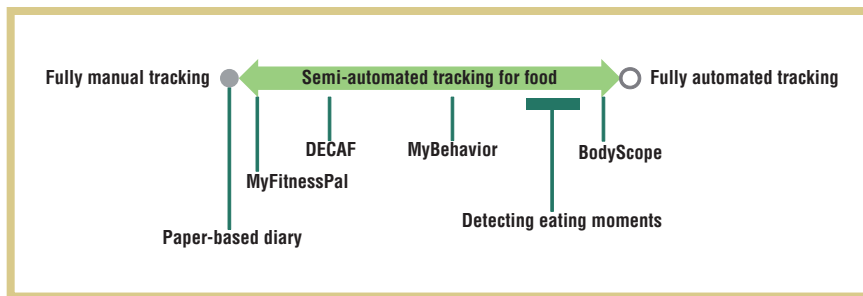 Fully manual tracking
Semi-automated tracking for food
Fully automated tracking
DECAF
MyBehavior
BodyScope
MyFitnessPal
Detecting eating moments
Paper-based diary